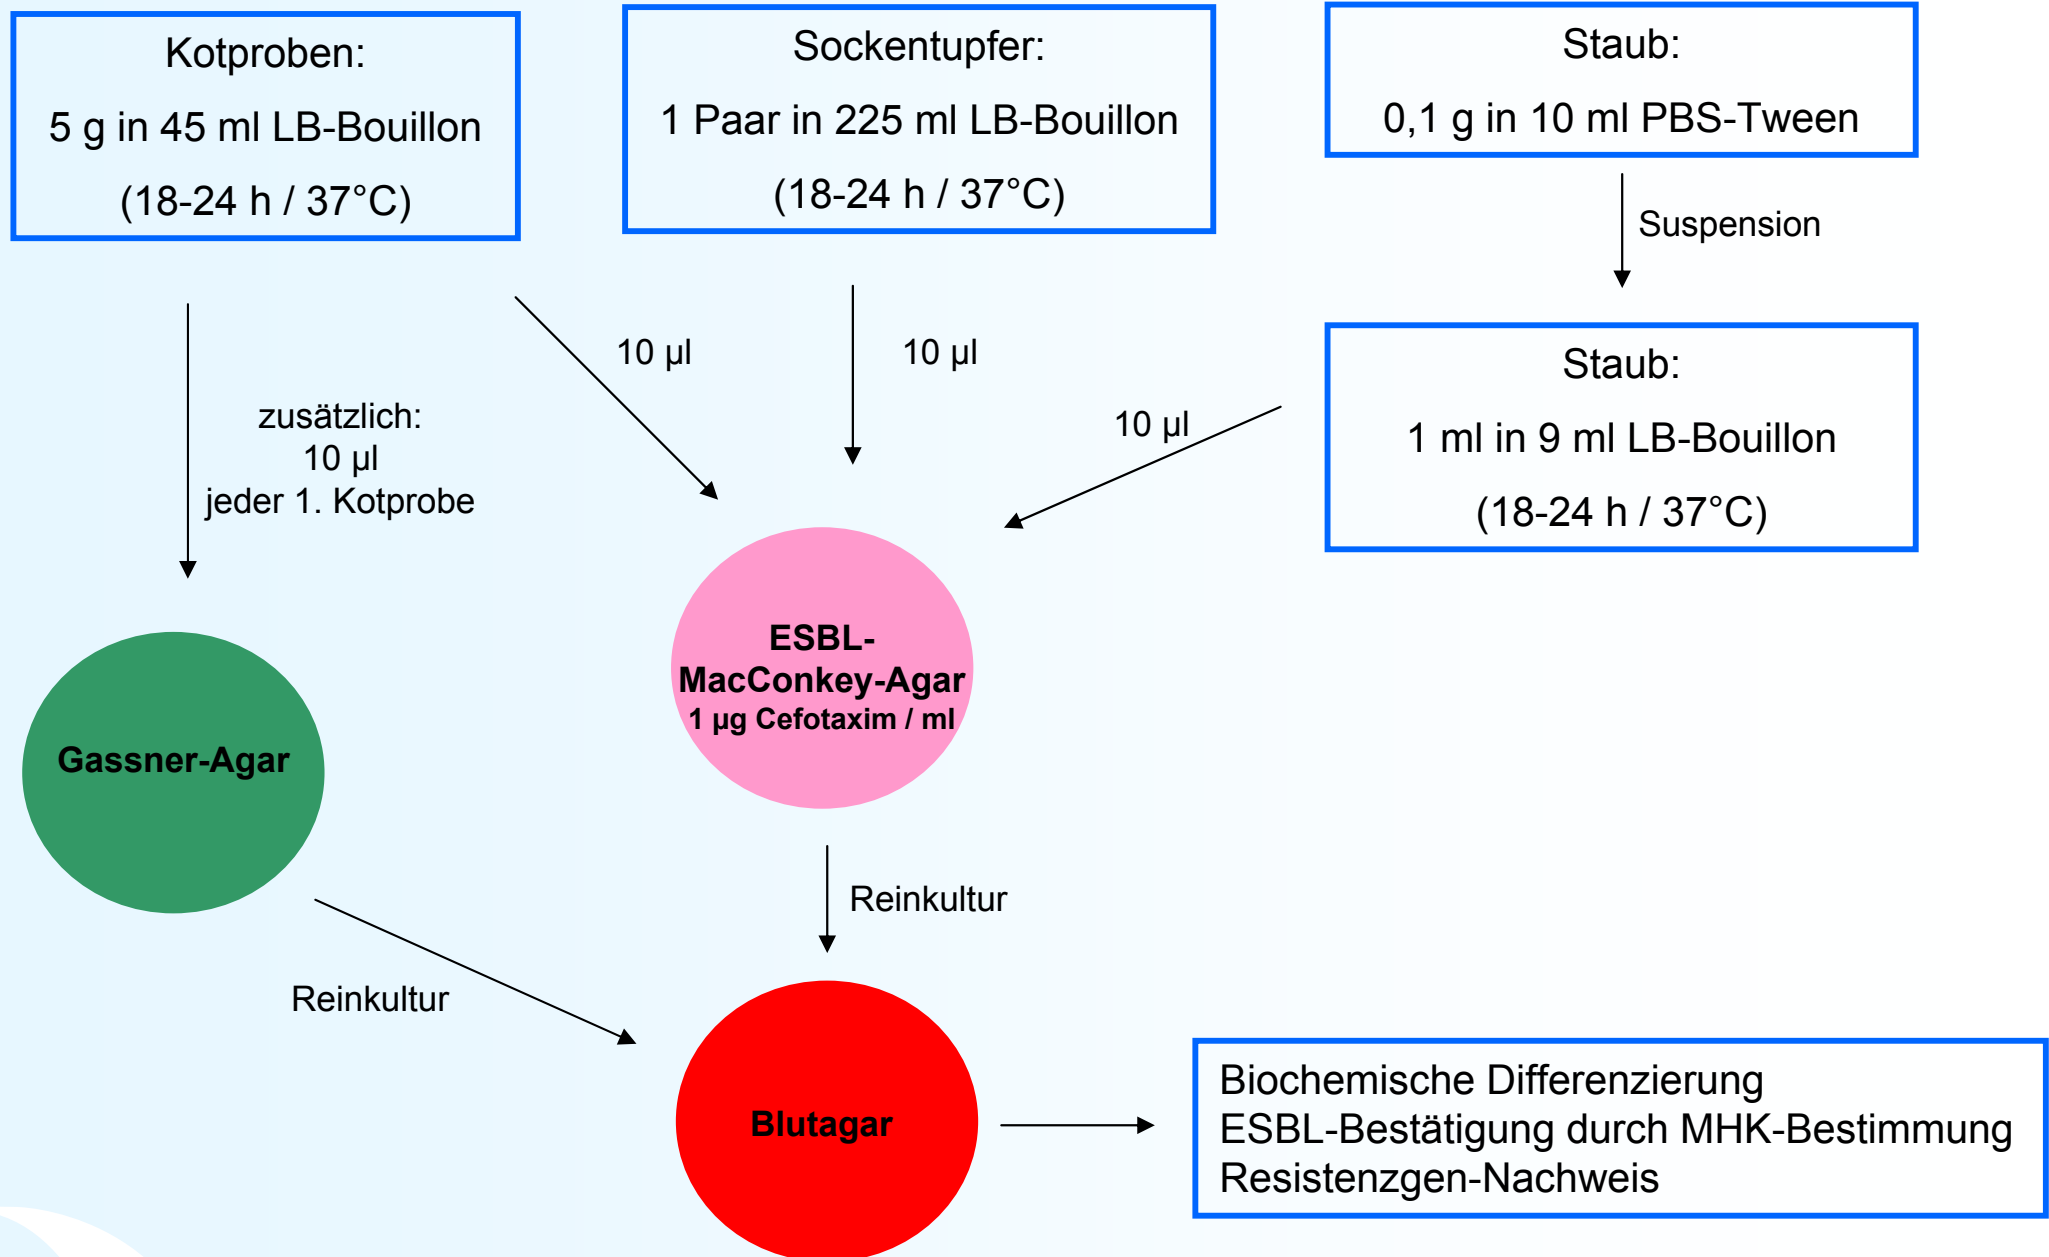 Kotproben:
5 g in 45 ml LB-Bouillon
(18-24 h / 37°C)
Sockentupfer:
1 Paar in 225 ml LB-Bouillon
(18-24 h / 37°C)
Staub:
0,1 g in 10 ml PBS-Tween
Suspension
Staub:
1 ml in 9 ml LB-Bouillon
(18-24 h / 37°C)
zusätzlich:
10 µl
jeder 1. Kotprobe
10 µl
10 µl
10 µl
Gassner-Agar
ESBL-
MacConkey-Agar
1 µg Cefotaxim / ml
Reinkultur
Reinkultur
Blutagar
Biochemische Differenzierung
ESBL-Bestätigung durch MHK-Bestimmung
Resistenzgen-Nachweis